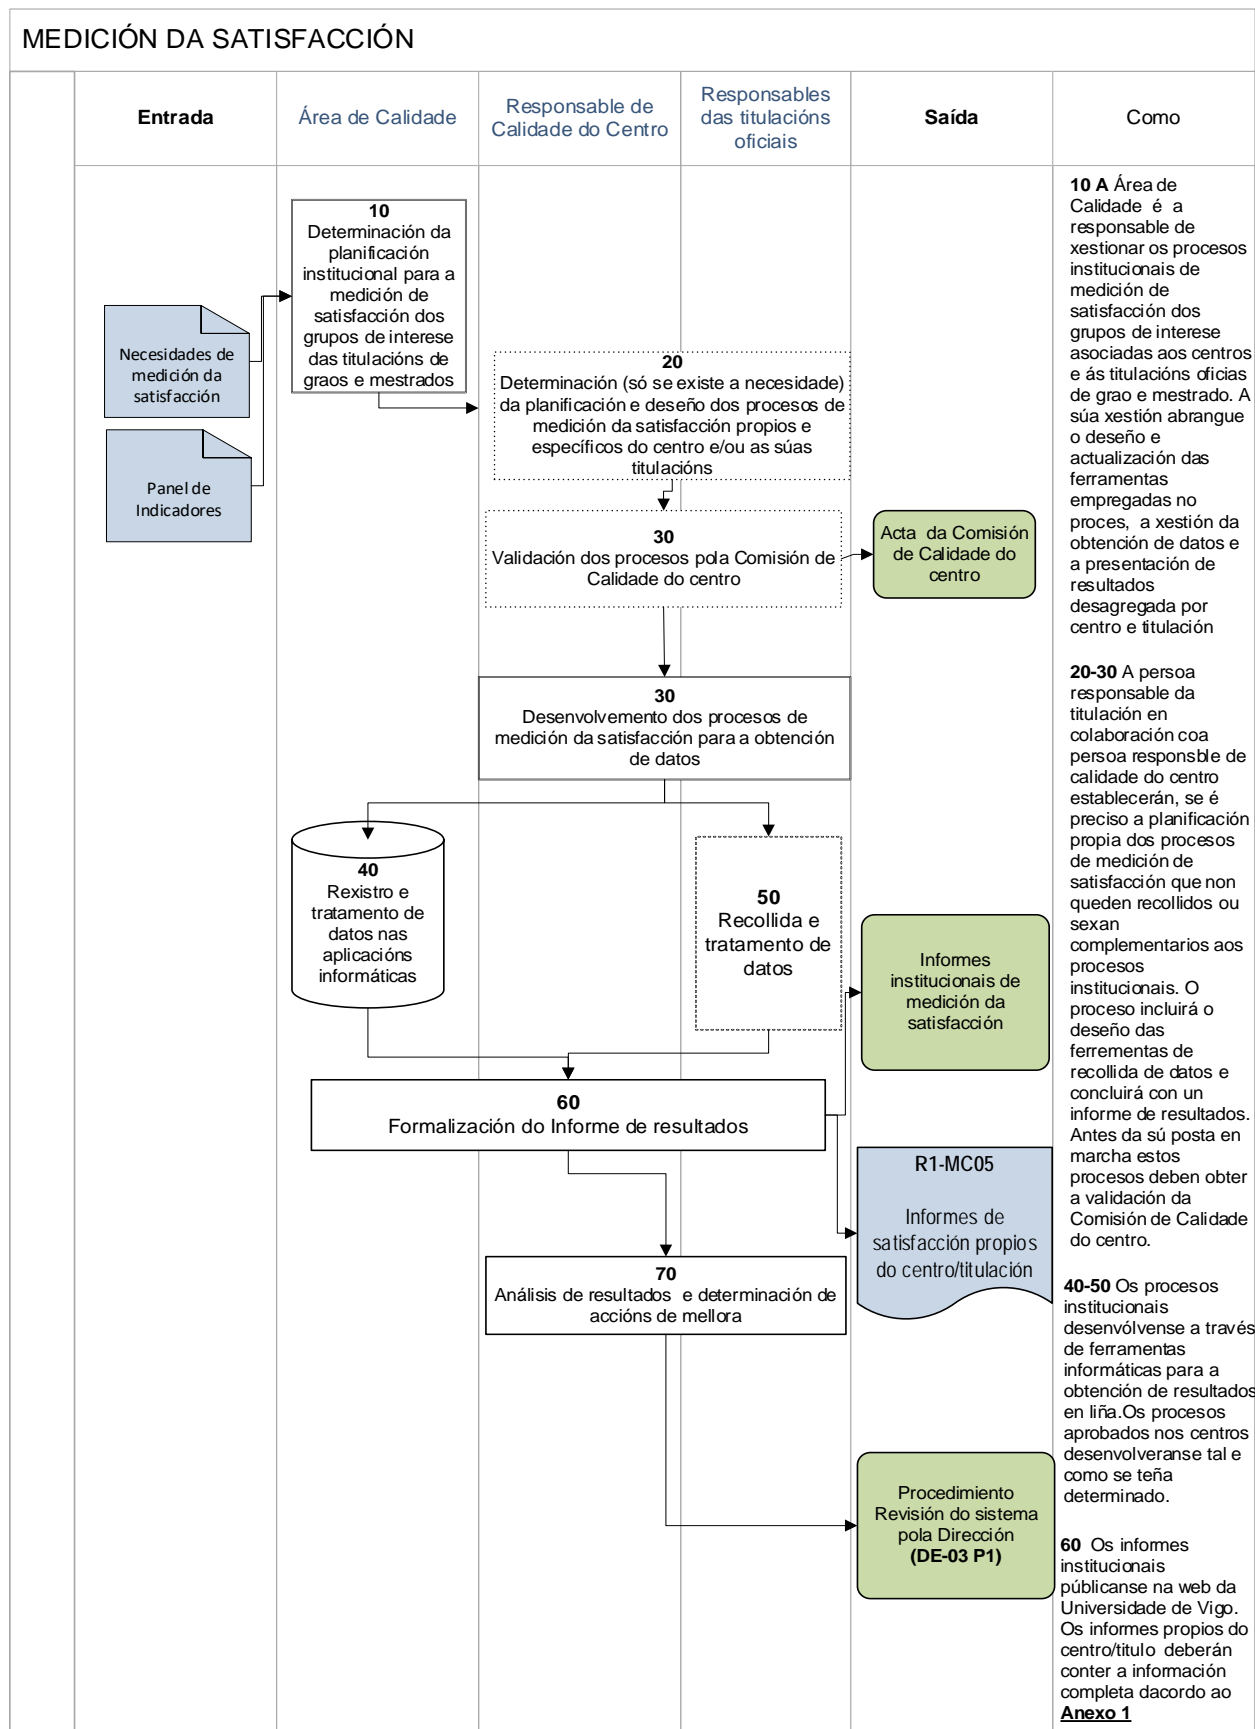 MEDICIÓN DA SATISFACCIÓN
Entrada
Área de Calidade
Responsable de
Calidade do Centro
Responsables
das titulacións
oficiais
Saída
Como
10
Determinación da
planificación
institucional para a
medición de
satisfacción dos
grupos de interese
das titulacións de
graos e mestrados
Necesidades de
medición da
satisfacción
Panel de
Indicadores
20
Determinación (só se existe a necesidade)
da planificación e deseño dos procesos de
medición da satisfacción propios e
específicos do centro e/ou as súas
titulacións
30
Validación dos procesos pola Comisión de
Calidade do centro
Acta da Comisión
de Calidade do
centro
30
Desenvolvemento dos procesos de
medición da satisfacción para a obtención
de datos
40
Rexistro e
tratamento de
datos nas
aplicacións
informáticas
50
Recollida e
tratamento de
datos
Informes
institucionais de
medición da
satisfacción
60
Formalización do Informe de resultados
R1-MC05
Informes de
satisfacción propios
do centro/titulación
70
Análisis de resultados e determinación de
accións de mellora
Procedimiento
Revisión do sistema
pola Dirección
(DE-03 P1)
10 A Área de
Calidade é a
responsable de
xestionar os procesos
institucionais de
medición de
satisfacción dos
grupos de interese
asociadas aos centros
e ás titulacións oficias
de grao e mestrado. A
súa xestión abrangue
o deseño e
actualización das
ferramentas
empregadas no
proces, a xestión da
obtención de datos e
a presentación de
resultados
desagregada por
centro e titulación
20-30 A persoa
responsable da
titulación en
colaboración coa
persoa responsble de
calidade do centro
establecerán, se é
preciso a planificación
propia dos procesos
de medición de
satisfacción que non
queden recollidos ou
sexan
complementarios aos
procesos
institucionais. O
proceso incluirá o
deseño das
ferrementas de
recollida de datos e
concluirá con un
informe de resultados.
Antes da sú posta en
marcha estos
procesos deben obter
a validación da
Comisión de Calidade
do centro.
40-50 Os procesos
institucionais
desenvólvense a través
de ferramentas
informáticas para a
obtención de resultados
en liña.Os procesos
aprobados nos centros
desenvolveranse tal e
como se teña
determinado.
60 Os informes
institucionais
públicanse na web da
Universidade de Vigo.
Os informes propios do
centro/titulo deberán
conter a información
completa dacordo ao
Anexo 1